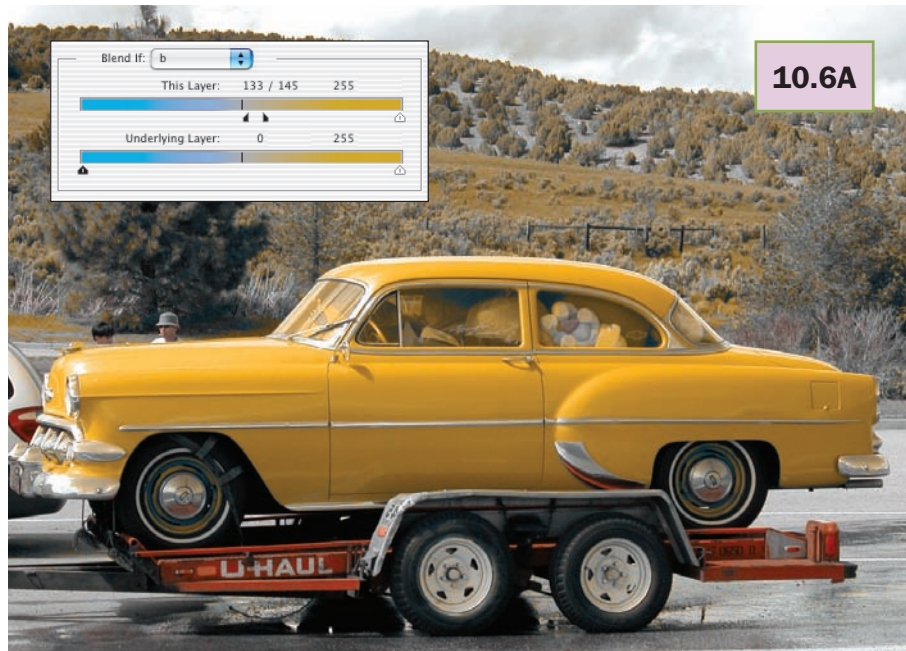 Blend If: b
This Layer: 133 / 145 255
Underlying Layer: 0 255
10.6A
U-HAUL